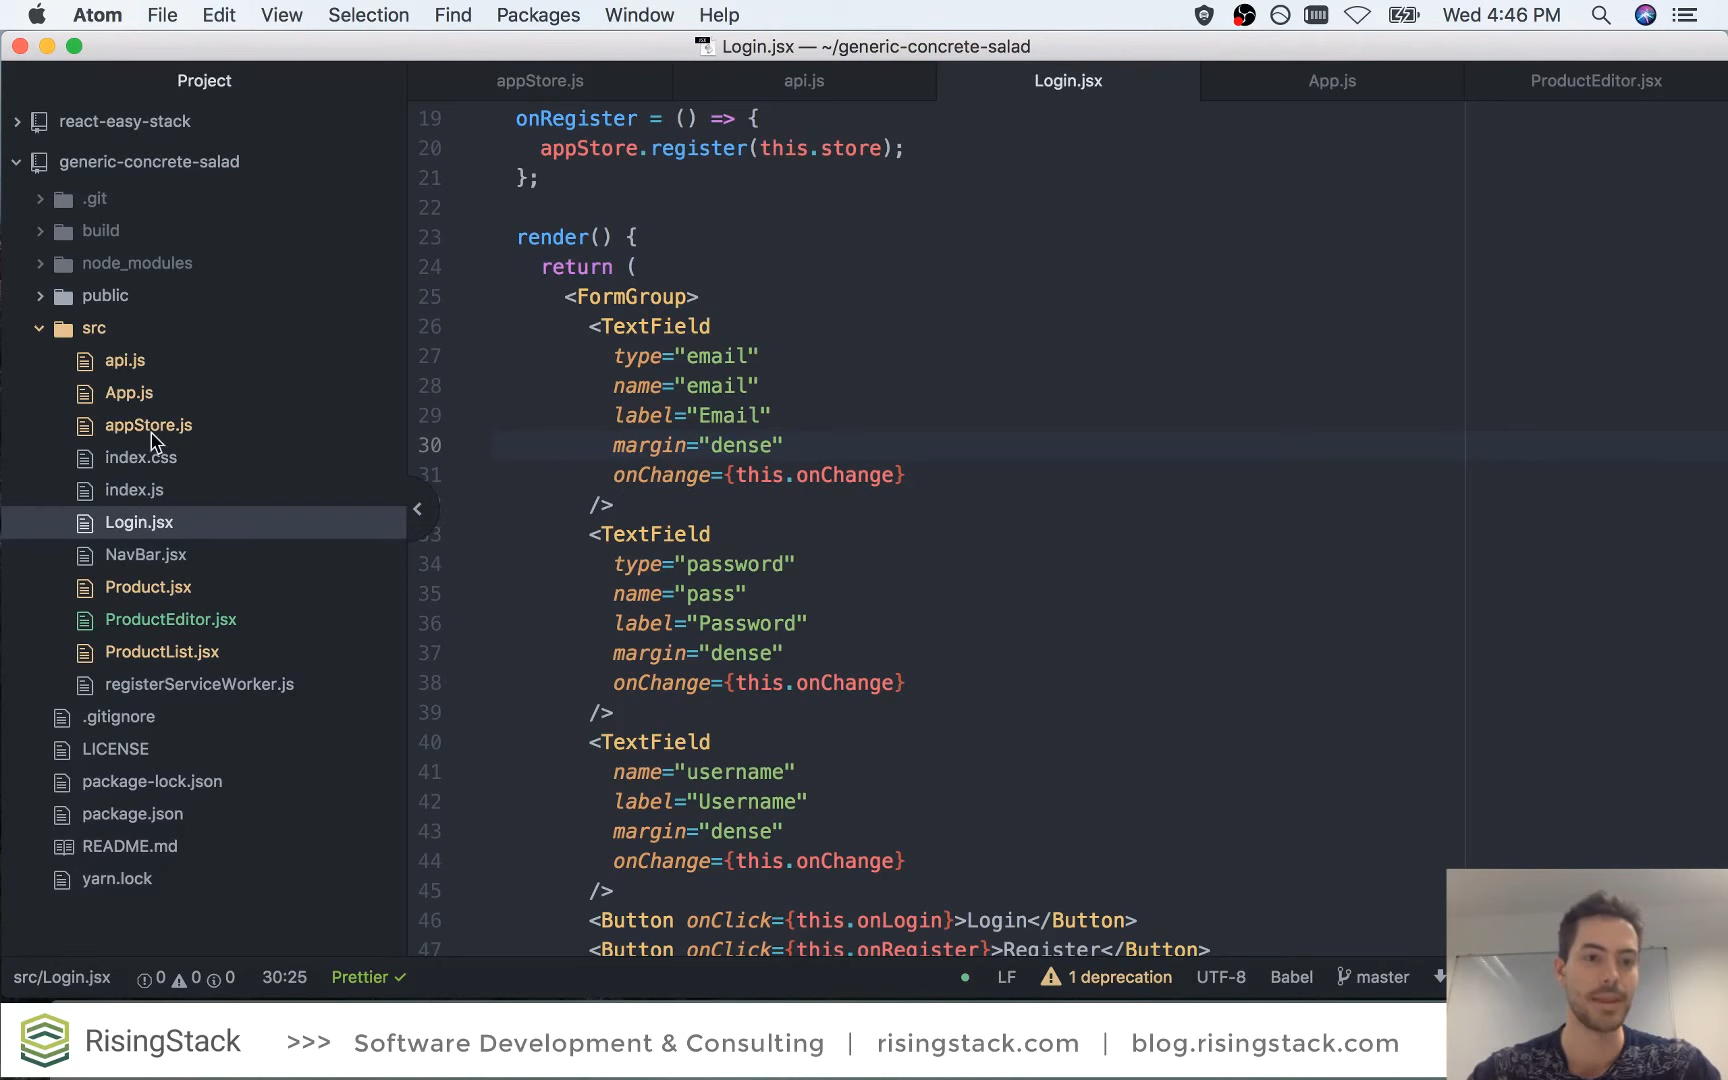 Atom File Edit View Selection Find Packages Window Help Wed 4:46 PM
Login.jsx — ~/generic-concrete-salad
Project
appStore.js api.js Login.jsx App.js ProductEditor.jsx
react-easy-stack
generic-concrete-salad
.git
build
node_modules
public
src
api.js
App.js
appStore.js
index.css
index.js
Login.jsx
NavBar.jsx
Product.jsx
ProductEditor.jsx
ProductList.jsx
registerServiceWorker.js
.gitignore
LICENSE
package-lock.json
package.json
README.md
yarn.lock
19 onRegister = () => {
20 appStore.register(this.store);
21 };
22
23 render() {
24 return (
25 <FormGroup>
26 <TextField
27 type="email"
28 name="email"
29 label="Email"
30 margin="dense"
31 onChange={this.onChange}
/>
33 <TextField
34 type="password"
35 name="pass"
36 label="Password"
37 margin="dense"
38 onChange={this.onChange}
39 />
40 <TextField
41 name="username"
42 label="Username"
43 margin="dense"
44 onChange={this.onChange}
45 />
46 <Button onClick={this.onLogin}>Login</Button>
47 <Button onClick={this.onRegister}>Register</Button>
src/Login.jsx 0 0 0 30:25 Prettier ✓ LF 1 deprecation UTF-8 Babel master
RisingStack >>> Software Development & Consulting | risingstack.com | blog.risingstack.com